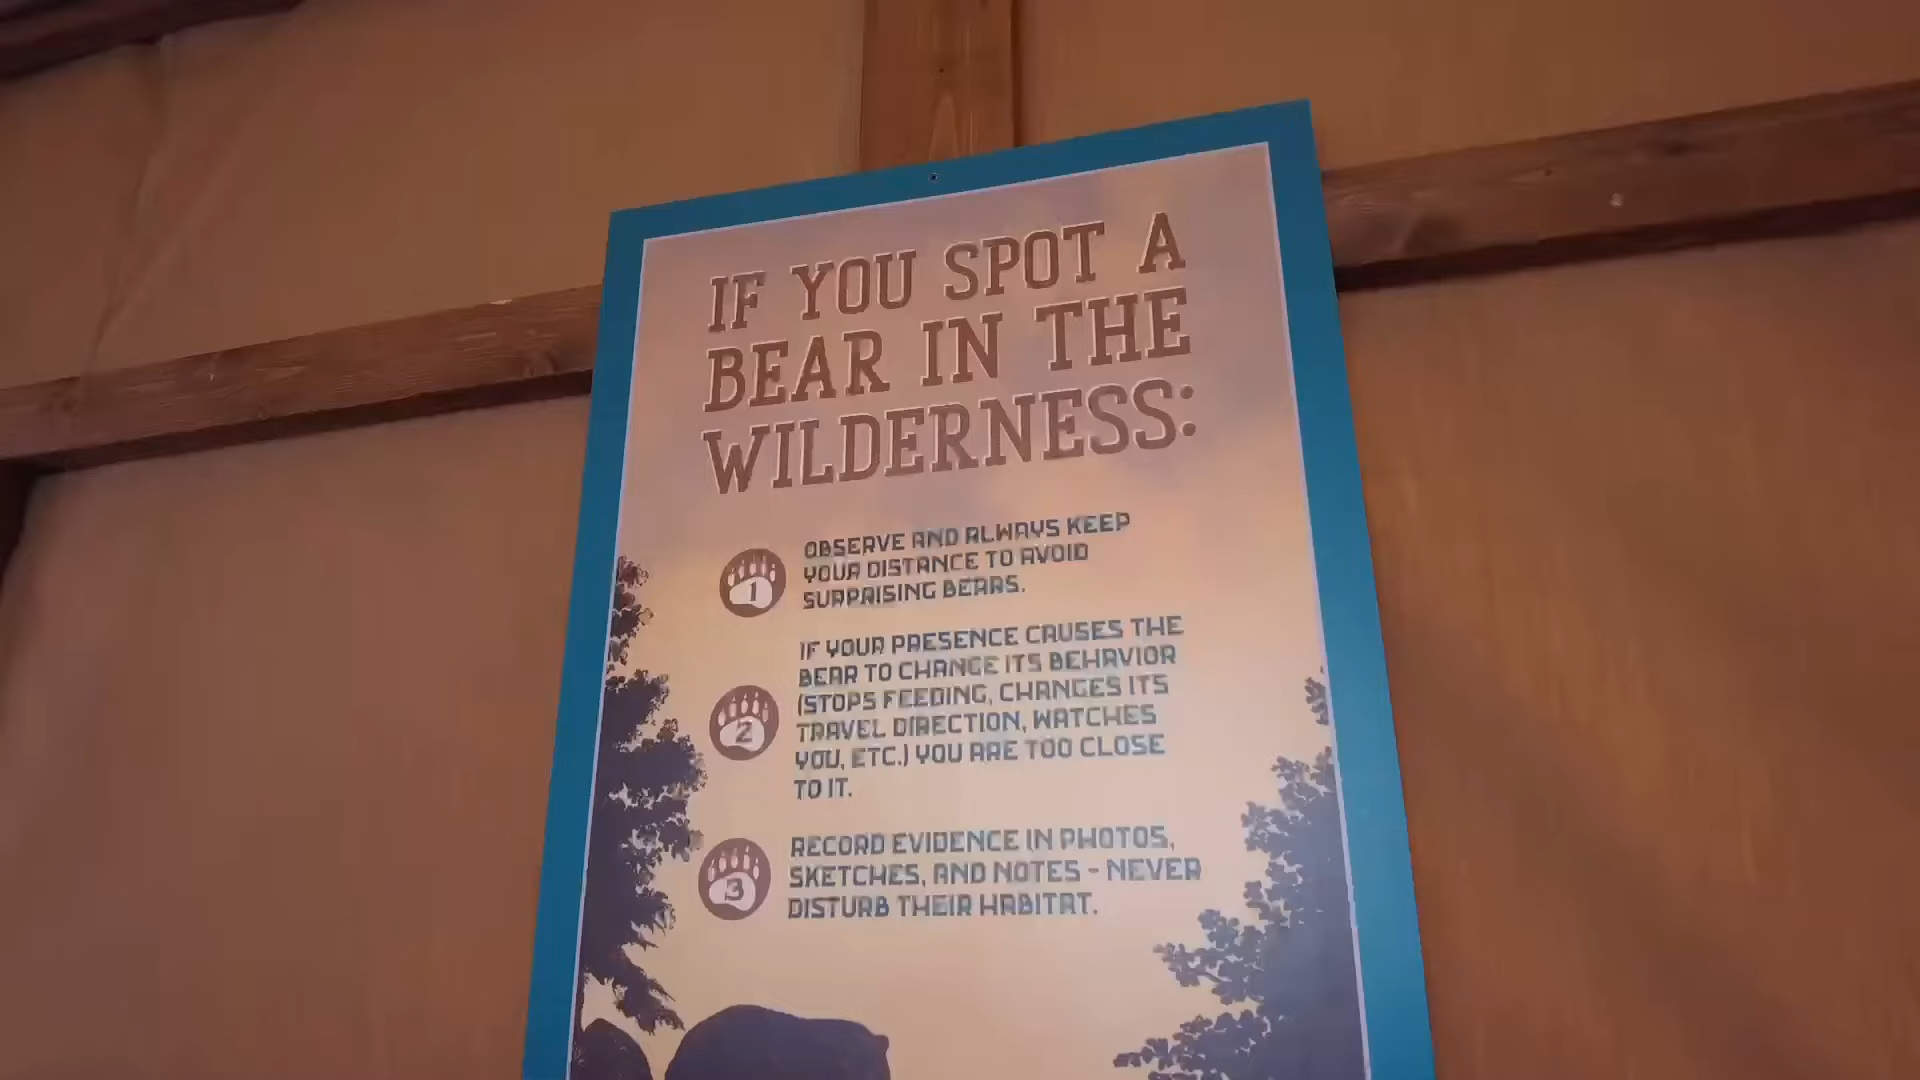 IF YOU SPOT A
BEAR IN THE
WILDERNESS:
1
OBSERVE AND ALWAYS KEEP
YOUR DISTANCE TO AVOID
SURPRISING BEARS.
2
IF YOUR PRESENCE CAUSES THE
BEAR TO CHANGE ITS BEHAVIOR
(STOPS FEEDING, CHANGES ITS
TRAVEL DIRECTION, WATCHES
YOU, ETC.) YOU ARE TOO CLOSE
TO IT.
3
RECORD EVIDENCE IN PHOTOS,
SKETCHES, AND NOTES - NEVER
DISTURB THEIR HABITAT.